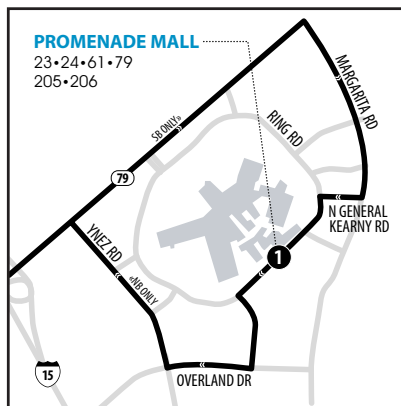 PROMENADE MALL
23•24•61•79
205•206
SB ONLY»
MARGARITA RD
RING RD
79
N GENERAL
KEARNY RD
YNEZ RD
«NB ONLY
1
15
OVERLAND DR